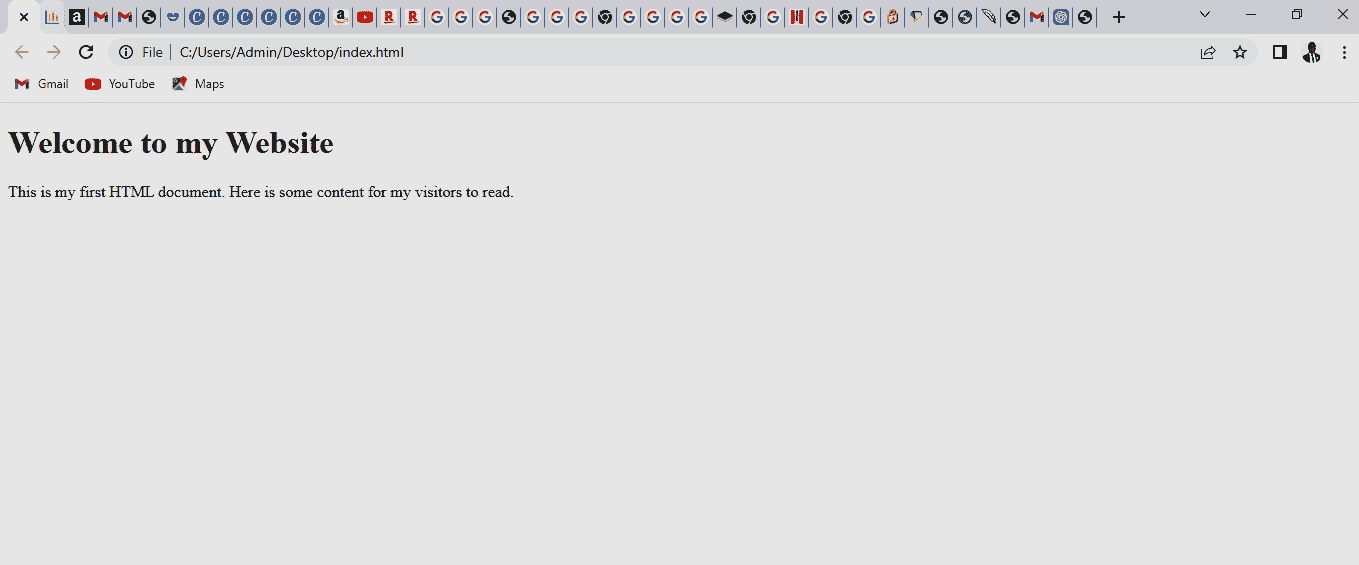 File C:/Users/Admin/Desktop/index.html
Gmail YouTube Maps
Welcome to my Website
This is my first HTML document. Here is some content for my visitors to read.